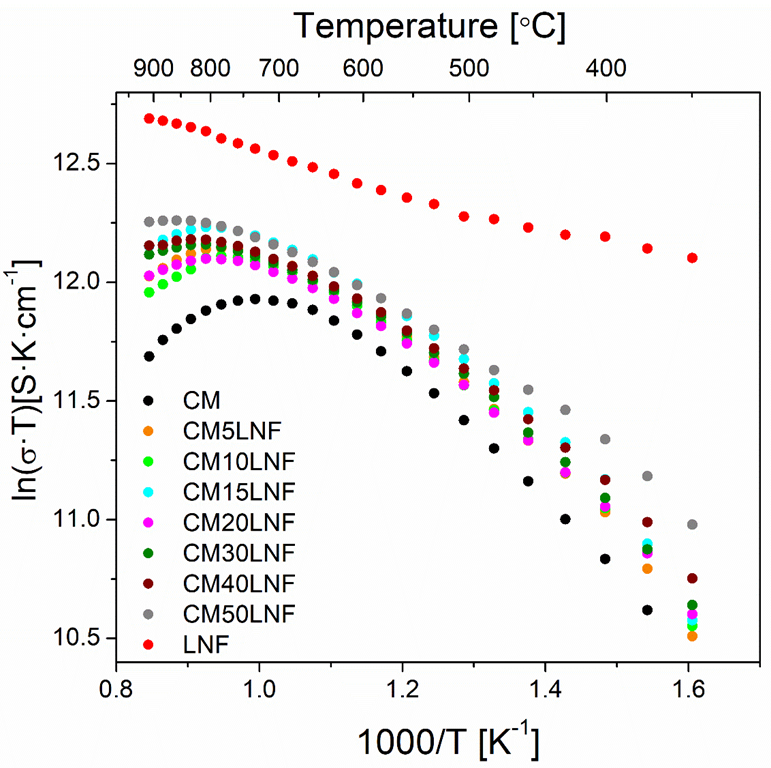 Temperature [°C]
900 800 700 600 500 400
12.5
12.0
11.5
11.0
10.5
ln(σ·T)[S·K·cm⁻¹]
CM
CM5LNF
CM10LNF
CM15LNF
CM20LNF
CM30LNF
CM40LNF
CM50LNF
LNF
0.8 1.0 1.2 1.4 1.6
1000/T [K⁻¹]